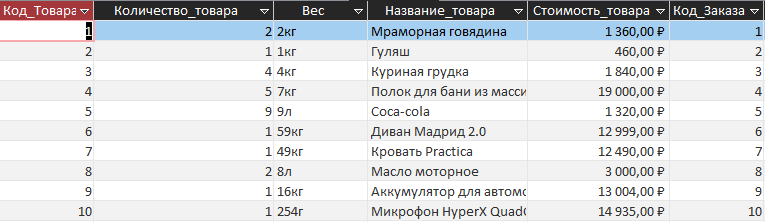 Код_Товара Количество_товара Вес Название_товара Стоимость_товара Код_Заказа
1 2 2кг Мраморная говядина 1 360,00 ₽ 1
2 1 1кг Гуляш 460,00 ₽ 2
3 4 4кг Куриная грудка 1 840,00 ₽ 3
4 5 7кг Полок для бани из масси 19 000,00 ₽ 4
5 9 9л Coca-cola 1 320,00 ₽ 5
6 1 59кг Диван Мадрид 2.0 12 999,00 ₽ 6
7 1 49кг Кровать Practica 12 490,00 ₽ 7
8 2 8л Масло моторное 3 000,00 ₽ 8
9 1 16кг Аккумулятор для автомо 13 004,00 ₽ 9
10 1 254г Микрофон HyperX Quad 14 935,00 ₽ 10